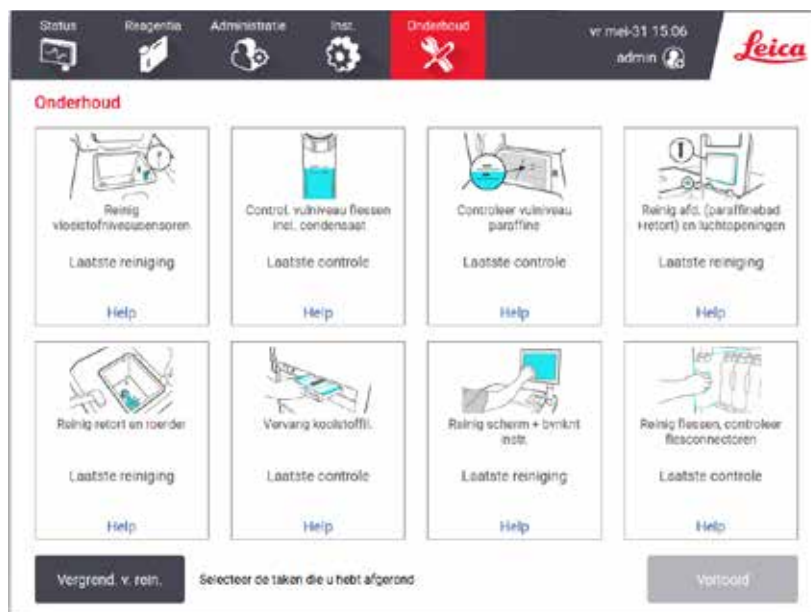 Status Reagentia Administratie Inst. Onderhoud vr mei-31 15:06
admin
Leica
Onderhoud
Reinig
vloeistofniveausensoren
Laatste reiniging
Help
Control. vulniveau flessen
incl. condensaat
Laatste controle
Help
Controleer vulniveau
paraffine
Laatste controle
Help
Reinig afd. (paraffinebad
+retort) en luchtopeningen
Laatste reiniging
Help
Reinig retort en roerder
Laatste reiniging
Help
Vervang koolstoffil.
Laatste controle
Help
Reinig scherm + bvnknt
instr.
Laatste reiniging
Help
Reinig flessen, controleer
flesconnectoren
Laatste controle
Help
Vergrend. v. rein.
Selecteer de taken die u hebt afgerond
Voltooid